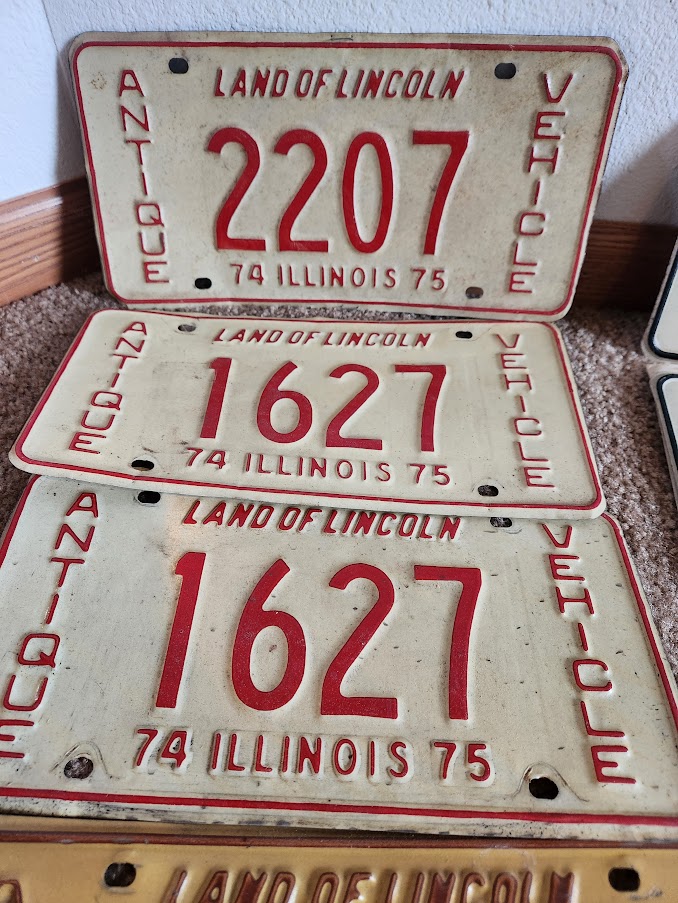 LAND OF LINCOLN
ANTIQUE
2207
VEHICLE
74 ILLINOIS 75
LAND OF LINCOLN
ANTIQUE
1627
VEHICLE
74 ILLINOIS 75
LAND OF LINCOLN
ANTIQUE
1627
VEHICLE
74 ILLINOIS 75
LAND OF LINCOLN